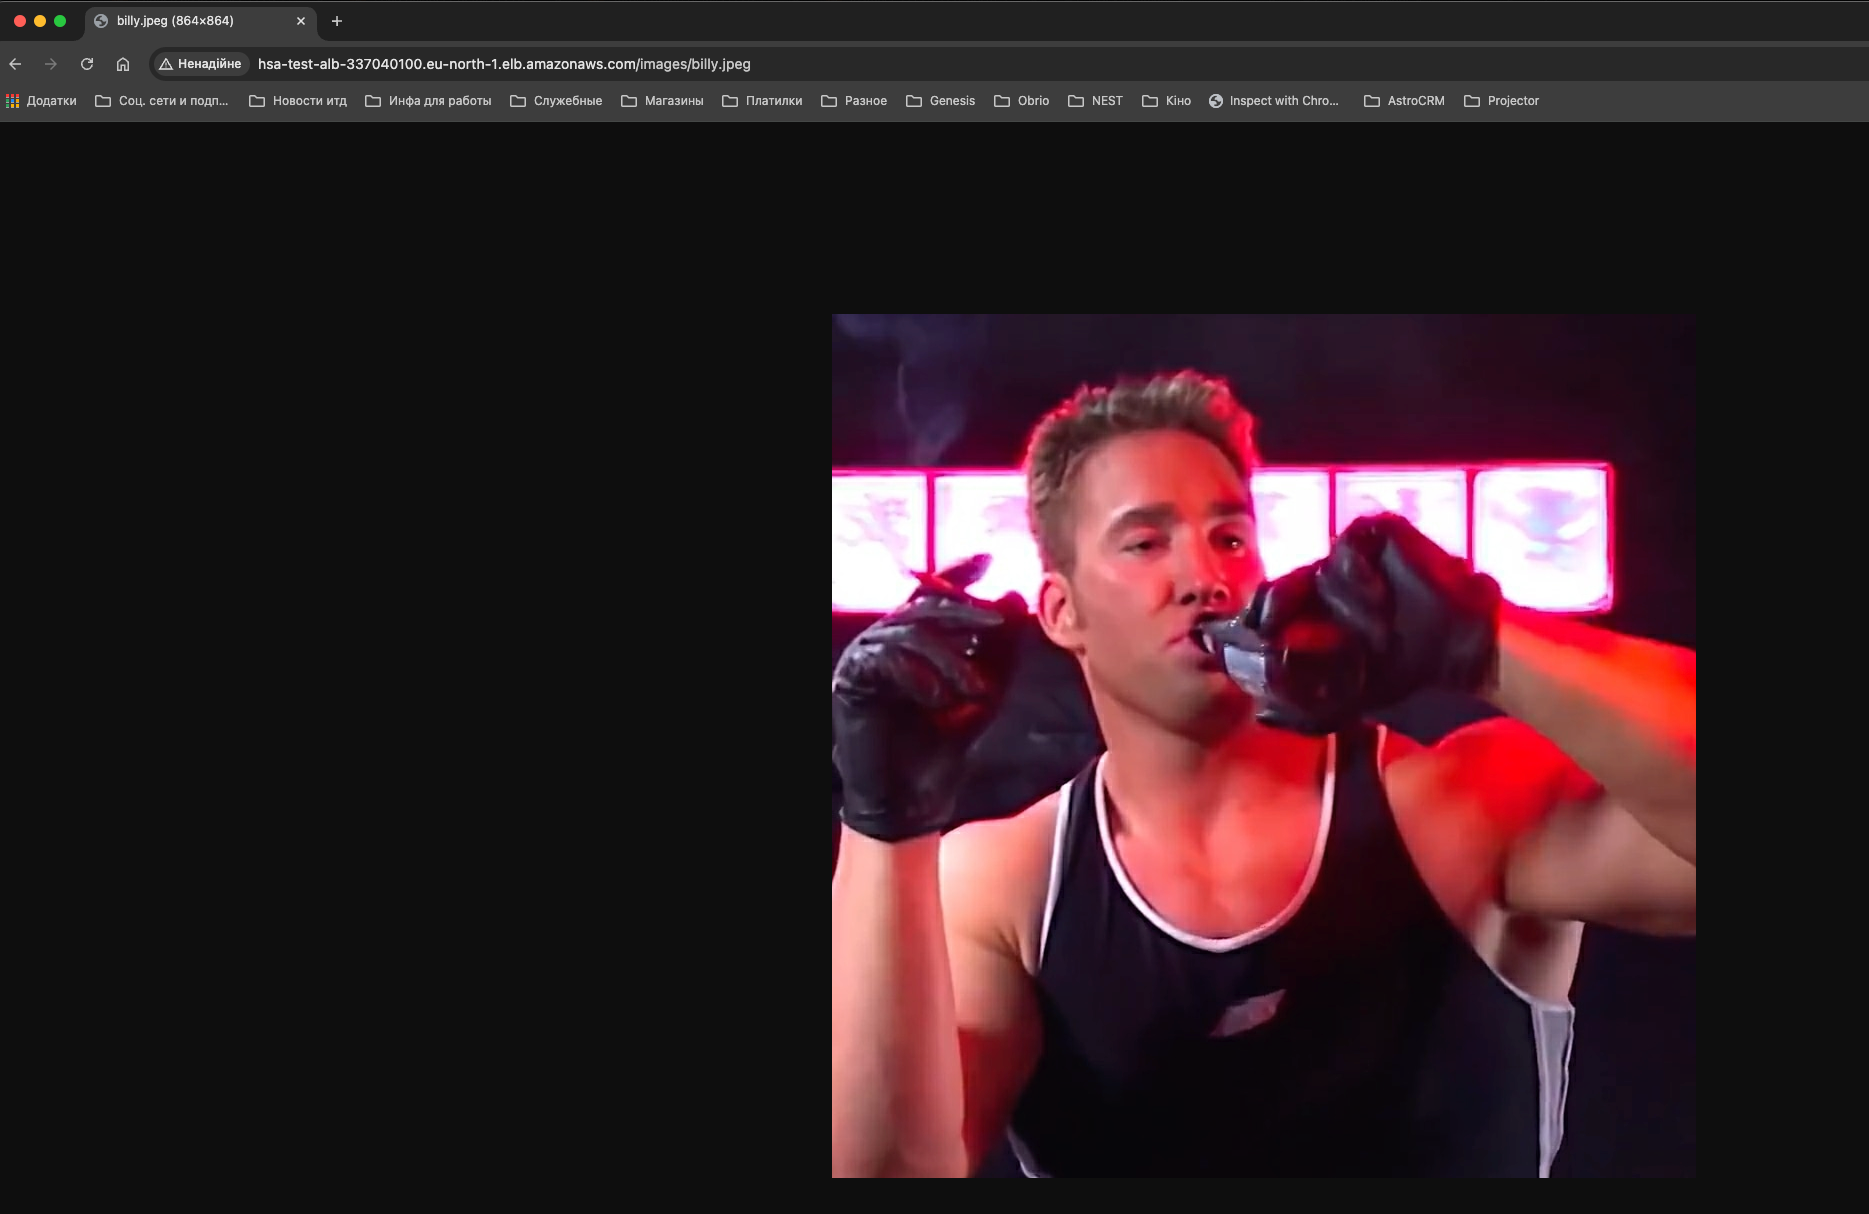 billy.jpeg (864×864)
Ненадійне hsa-test-alb-337040100.eu-north-1.elb.amazonaws.com/images/billy.jpeg
Додатки Соц. сети и подп... Новости итд Инфа для работы Служебные Магазины Платилки Разное Genesis Obrio NEST Кіно Inspect with Chro... AstroCRM Projector